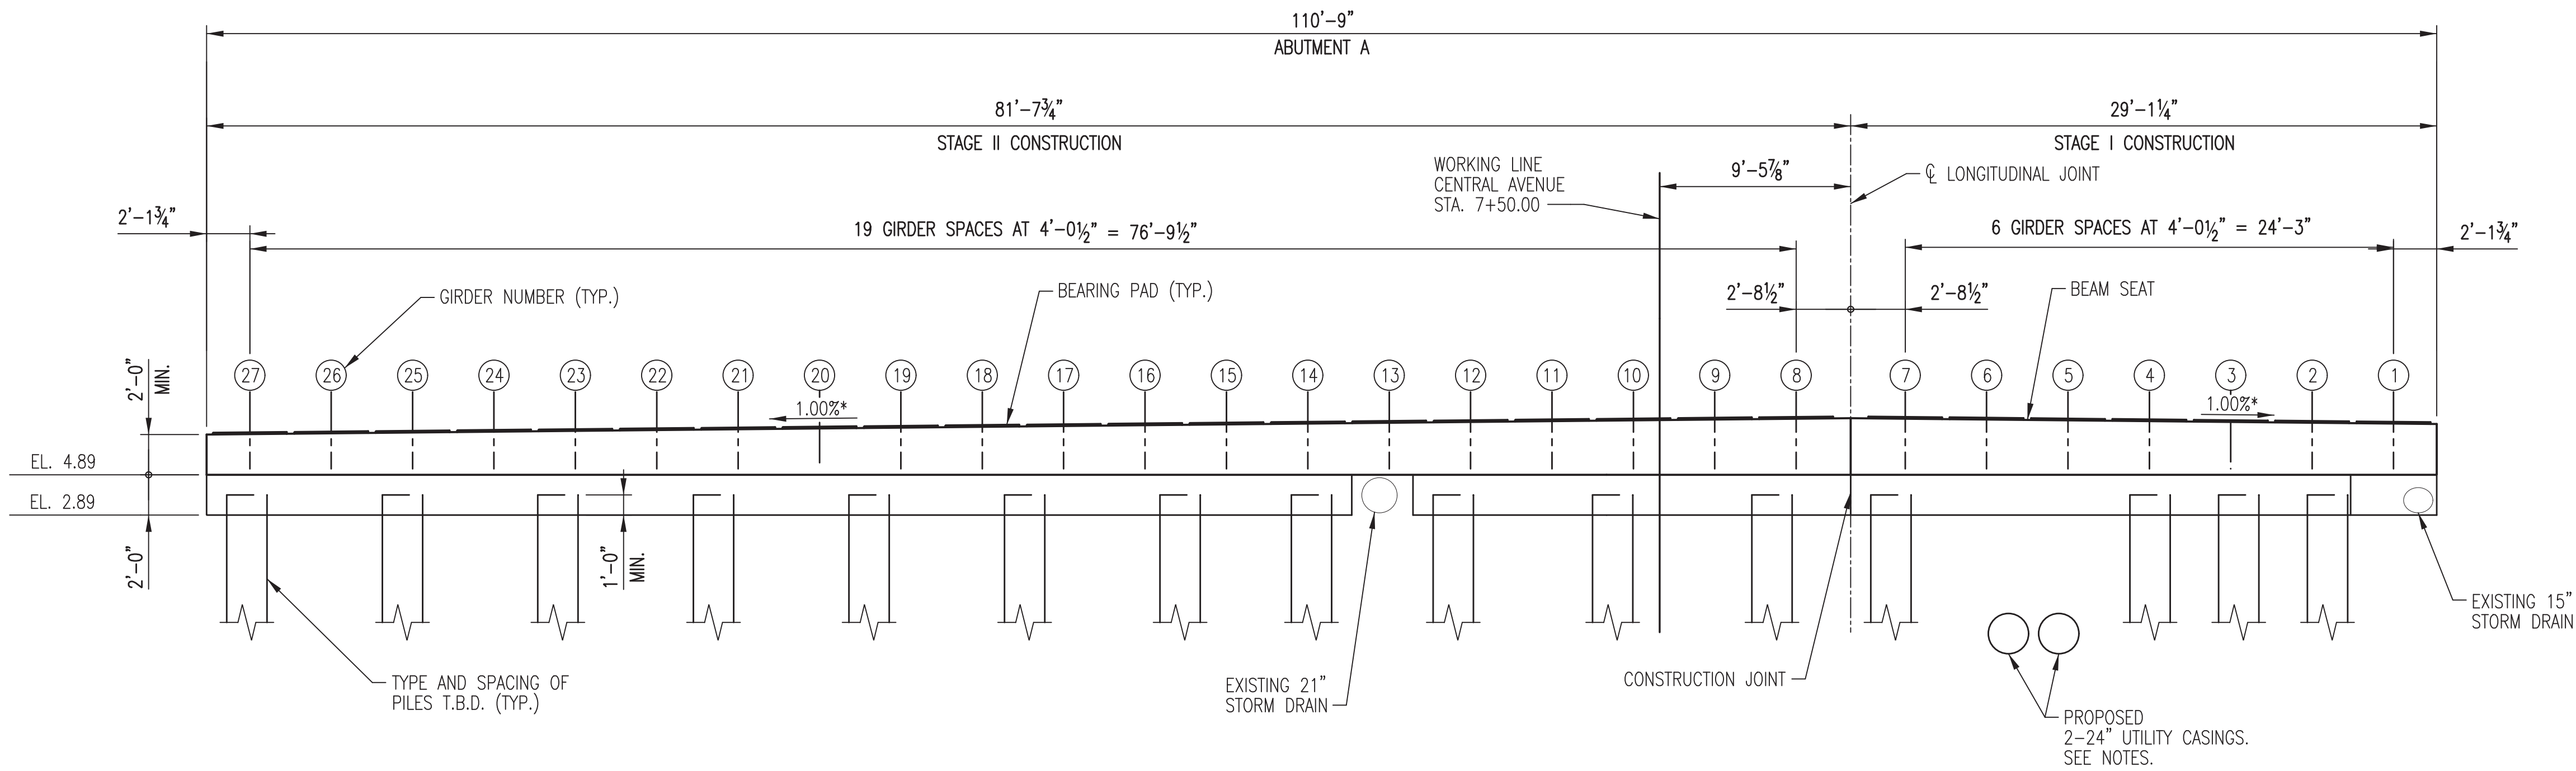 110'-9"
ABUTMENT A
81'-7¾"
29'-1¼"
STAGE II CONSTRUCTION
STAGE I CONSTRUCTION
WORKING LINE
CENTRAL AVENUE
STA. 7+50.00
9'-5⅞"
℄ LONGITUDINAL JOINT
2'-1¾"
19 GIRDER SPACES AT 4'-0½" = 76'-9½"
6 GIRDER SPACES AT 4'-0½" = 24'-3"
2'-1¾"
GIRDER NUMBER (TYP.)
BEARING PAD (TYP.)
2'-8½"
2'-8½"
BEAM SEAT
2'-0"
MIN.
27 26 25 24 23 22 21 20 19 18 17 16 15 14 13 12 11 10 9 8 7 6 5 4 3 2 1
1.00%*
1.00%*
EL. 4.89
EL. 2.89
2'-0"
1'-0"
MIN.
TYPE AND SPACING OF
PILES T.B.D. (TYP.)
EXISTING 21"
STORM DRAIN
CONSTRUCTION JOINT
EXISTING 15"
STORM DRAIN
PROPOSED
2-24" UTILITY CASINGS.
SEE NOTES.